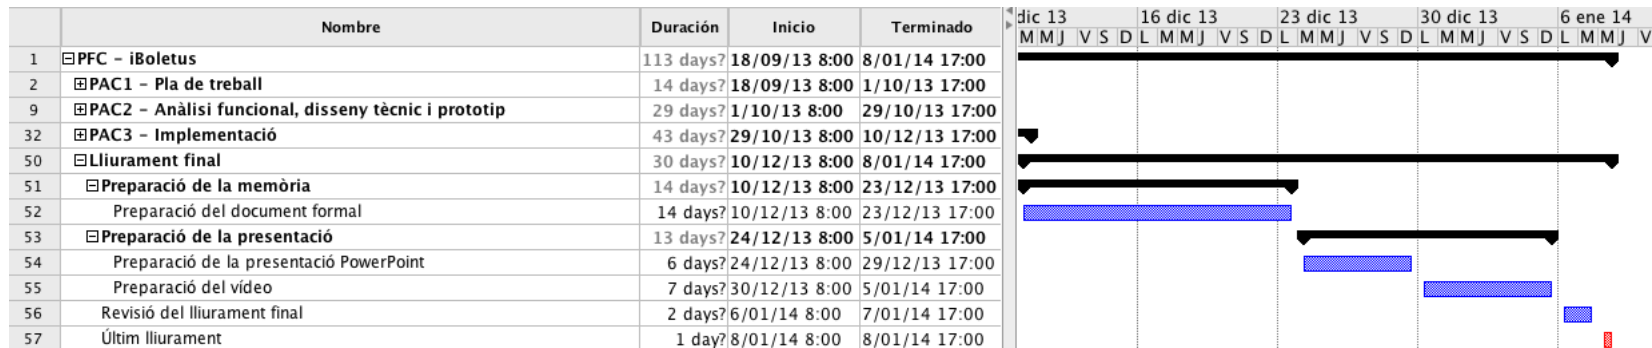 Nombre Duración Inicio Terminado dic 13 16 dic 13 23 dic 13 30 dic 13 6 ene 14
M M J V S D L M M J V S D L M M J V S D L M M J V S D L M M J V
1 PFC - iBoletus 113 days? 18/09/13 8:00 8/01/14 17:00
2 PAC1 - Pla de treball 14 days? 18/09/13 8:00 1/10/13 17:00
9 PAC2 - Anàlisi funcional, disseny tècnic i prototip 29 days? 1/10/13 8:00 29/10/13 17:00
32 PAC3 - Implementació 43 days? 29/10/13 8:00 10/12/13 17:00
50 Lliurament final 30 days? 10/12/13 8:00 8/01/14 17:00
51 Preparació de la memòria 14 days? 10/12/13 8:00 23/12/13 17:00
52 Preparació del document formal 14 days? 10/12/13 8:00 23/12/13 17:00
53 Preparació de la presentació 13 days? 24/12/13 8:00 5/01/14 17:00
54 Preparació de la presentació PowerPoint 6 days? 24/12/13 8:00 29/12/13 17:00
55 Preparació del vídeo 7 days? 30/12/13 8:00 5/01/14 17:00
56 Revisió del lliurament final 2 days? 6/01/14 8:00 7/01/14 17:00
57 Últim lliurament 1 day? 8/01/14 8:00 8/01/14 17:00